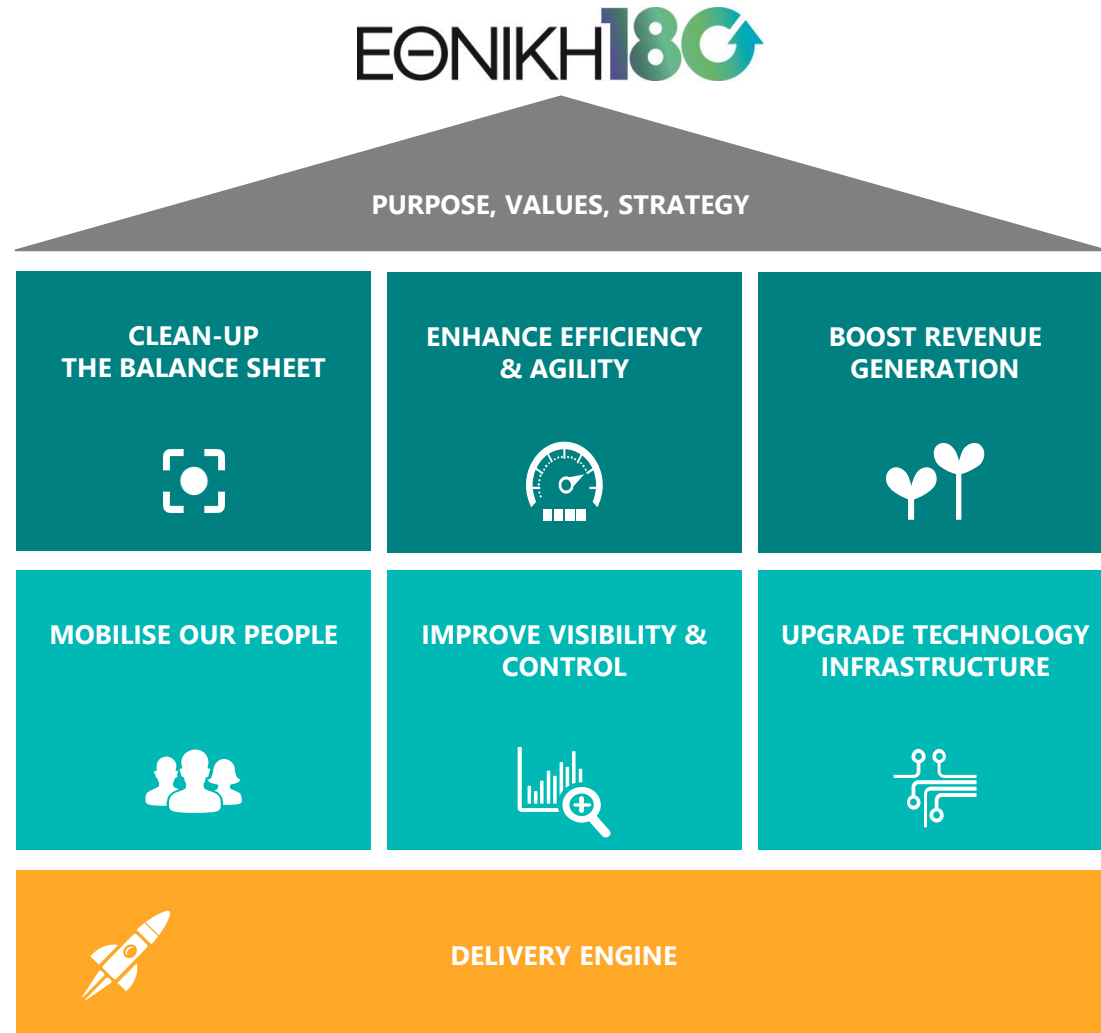 ΕΘΝΙΚΗ180
PURPOSE, VALUES, STRATEGY
CLEAN-UP
THE BALANCE SHEET
ENHANCE EFFICIENCY
& AGILITY
BOOST REVENUE
GENERATION
MOBILISE OUR PEOPLE
IMPROVE VISIBILITY &
CONTROL
UPGRADE TECHNOLOGY
INFRASTRUCTURE
DELIVERY ENGINE